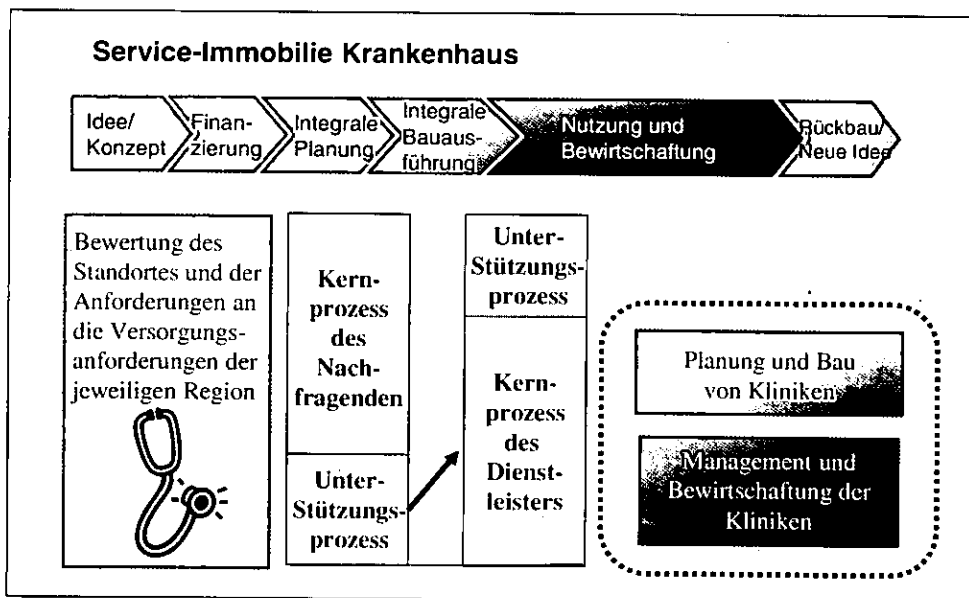 Service-Immobilie Krankenhaus
Idee/
Konzept
Finan-
zierung
Integrale
Planung
Integrale
Bauaus-
führung
Nutzung und
Bewirtschaftung
Rückbau/
Neue Idee
Bewertung des
Standortes und der
Anforderungen an
die Versorgungs-
anforderungen der
jeweiligen Region
Kern-
prozess
des
Nach-
fragenden
Unter-
Stützungs-
prozess
Unter-
Stützungs-
prozess
Kern-
prozess
des
Dienst-
leisters
Planung und Bau
von Kliniken
Management und
Bewirtschaftung der
Kliniken